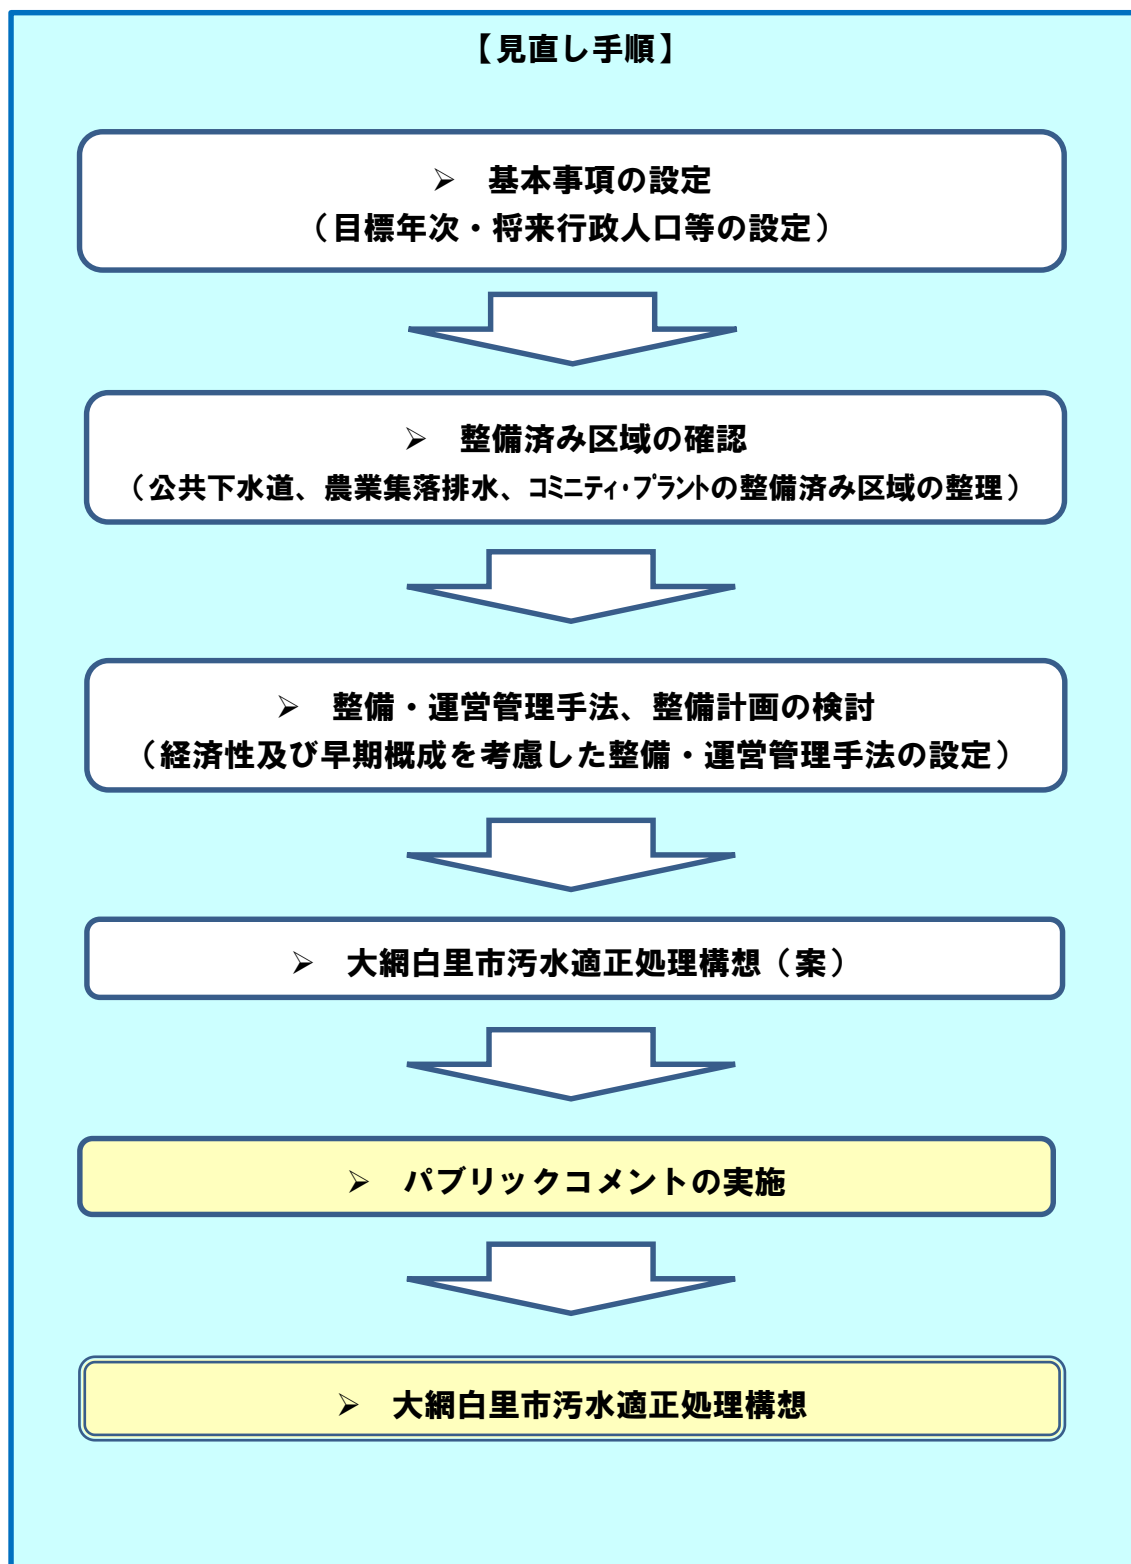 【見直し手順】
➢ 基本事項の設定
（目標年次・将来行政人口等の設定）
➢ 整備済み区域の確認
（公共下水道、農業集落排水、ｺﾐﾆﾃｨ・ﾌﾟﾗﾝﾄの整備済み区域の整理）
➢ 整備・運営管理手法、整備計画の検討
（経済性及び早期概成を考慮した整備・運営管理手法の設定）
➢ 大網白里市汚水適正処理構想（案）
➢ パブリックコメントの実施
➢ 大網白里市汚水適正処理構想